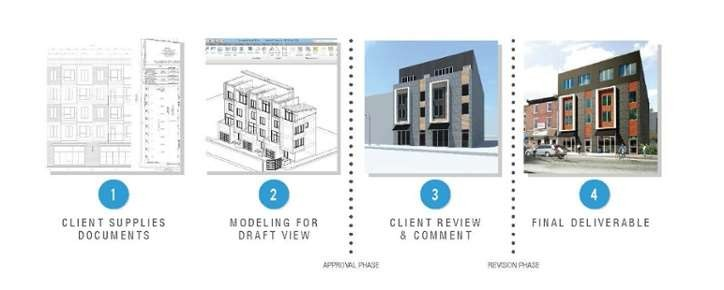 1
CLIENT SUPPLIES
DOCUMENTS
2
MODELING FOR
DRAFT VIEW
3
CLIENT REVIEW
& COMMENT
4
FINAL DELIVERABLE
APPROVAL PHASE
REVISION PHASE